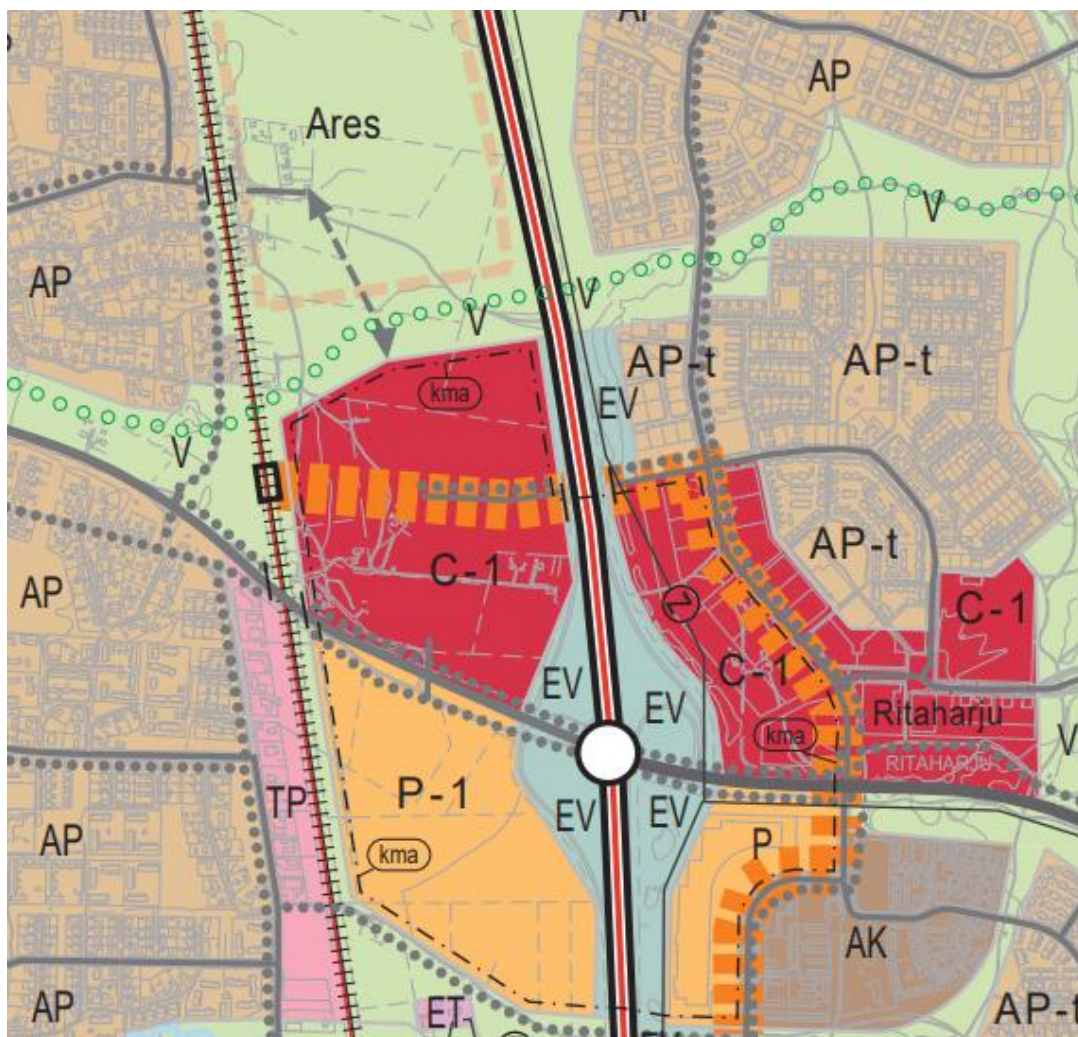 AP
Ares
V
AP
V
V
AP-t
AP-t
kma
EV
V
AP-t
C-1
AP
C-1
Z
C-1
EV
EV
Ritaharju
kma
RITAHARJU
V
P-1
TP
EV
EV
P
AP
kma
AK
AP
ET
AP-t